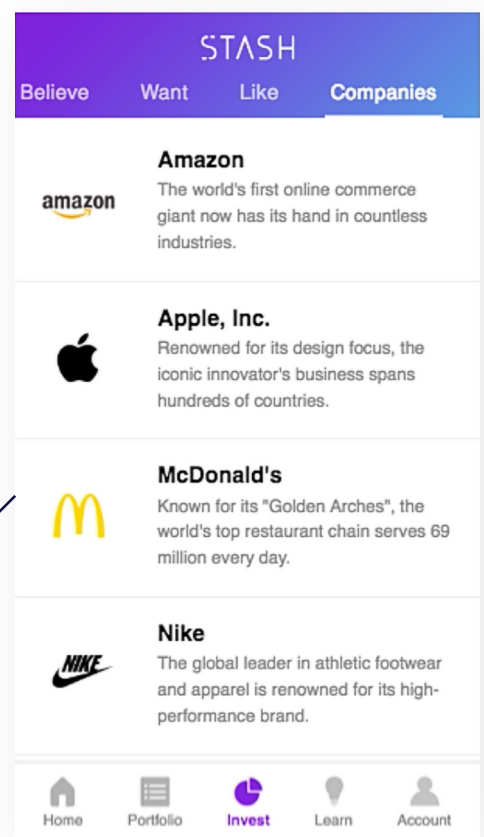 STASH
Believe Want Like Companies
Amazon
amazon
The world's first online commerce
giant now has its hand in countless
industries.
Apple, Inc.
Renowned for its design focus, the
iconic innovator's business spans
hundreds of countries.
McDonald's
Known for its "Golden Arches", the
world's top restaurant chain serves 69
million every day.
Nike
NIKE
The global leader in athletic footwear
and apparel is renowned for its high-
performance brand.
Home Portfolio Invest Learn Account